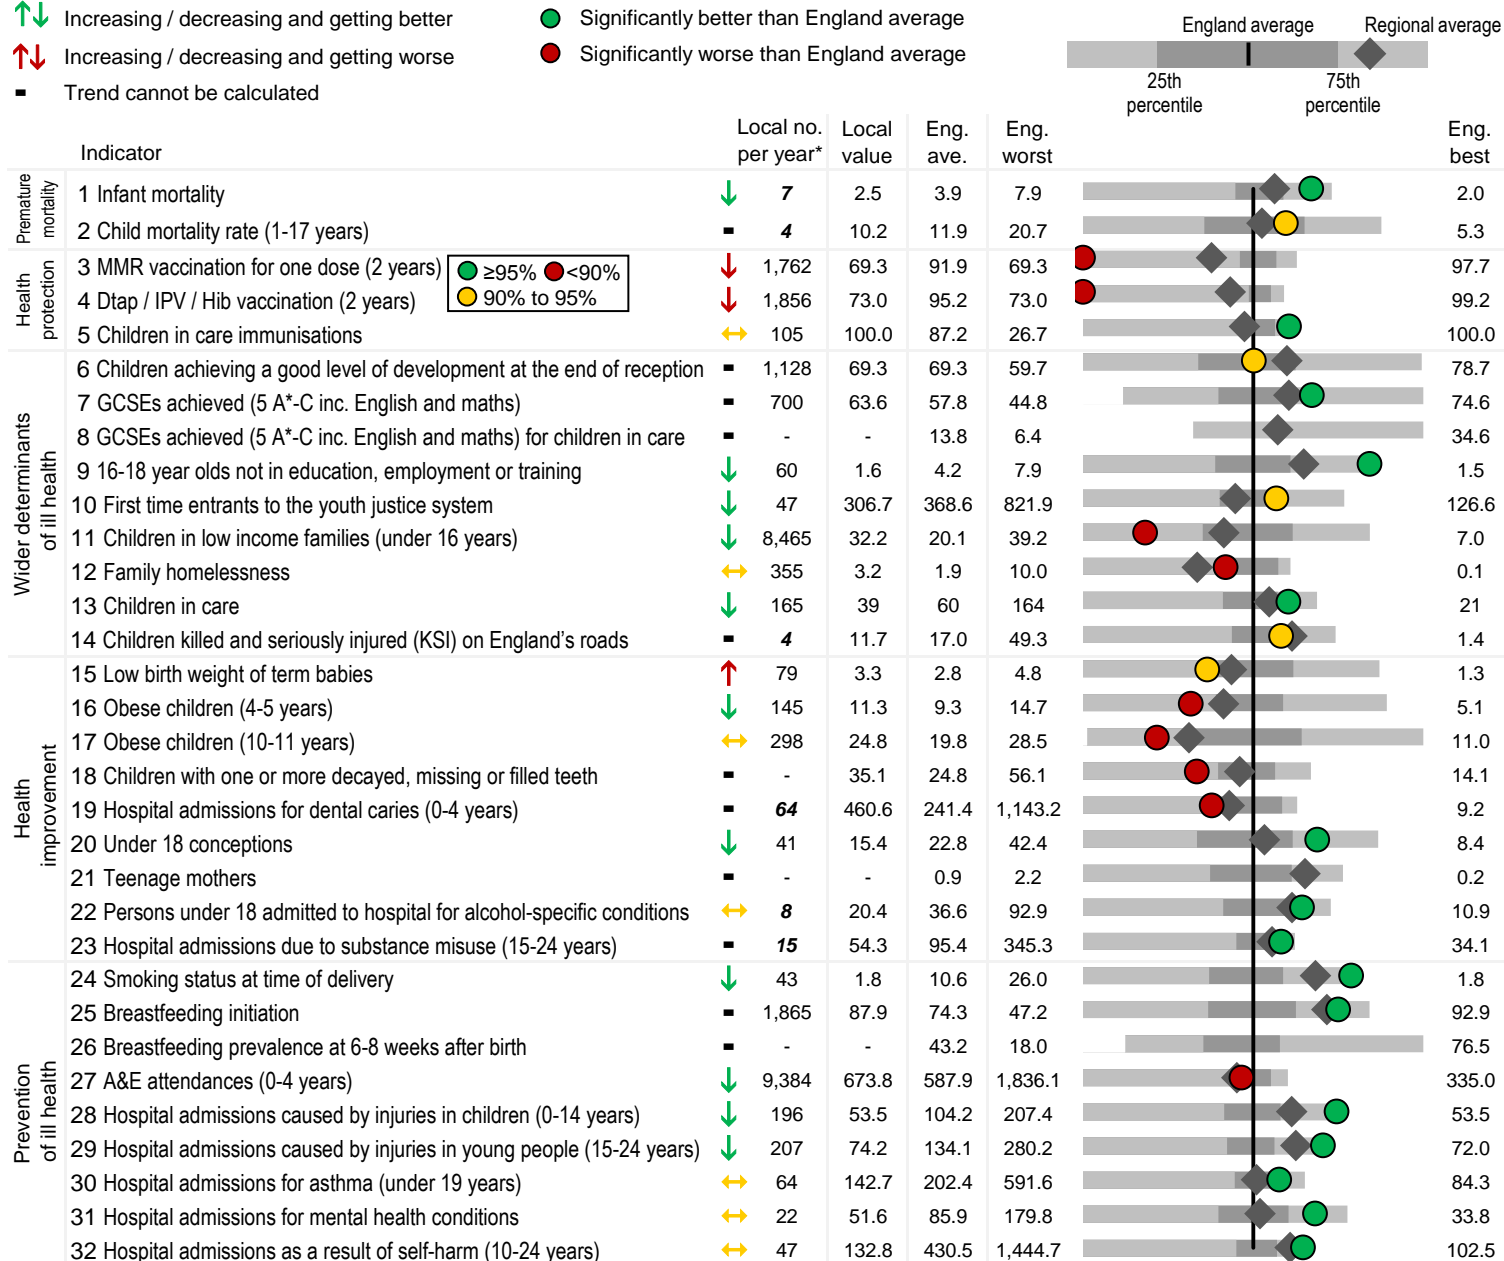 ↑↓ Increasing / decreasing and getting better
Significantly better than England average
↑↓ Increasing / decreasing and getting worse
Significantly worse than England average
- Trend cannot be calculated
England average Regional average
25th percentile 75th percentile
Indicator Local no. per year* Local value Eng. ave. Eng. worst Eng. best
Premature mortality
1 Infant mortality ↓ 7 2.5 3.9 7.9 2.0
2 Child mortality rate (1-17 years) - 4 10.2 11.9 20.7 5.3
Health protection
3 MMR vaccination for one dose (2 years) ↓ 1,762 69.3 91.9 69.3 97.7
≥95% <90%
90% to 95%
4 Dtap / IPV / Hib vaccination (2 years) ↓ 1,856 73.0 95.2 73.0 99.2
5 Children in care immunisations ↔ 105 100.0 87.2 26.7 100.0
Wider determinants of ill health
6 Children achieving a good level of development at the end of reception - 1,128 69.3 69.3 59.7 78.7
7 GCSEs achieved (5 A*-C inc. English and maths) - 700 63.6 57.8 44.8 74.6
8 GCSEs achieved (5 A*-C inc. English and maths) for children in care - - - 13.8 6.4 34.6
9 16-18 year olds not in education, employment or training ↓ 60 1.6 4.2 7.9 1.5
10 First time entrants to the youth justice system ↓ 47 306.7 368.6 821.9 126.6
11 Children in low income families (under 16 years) ↓ 8,465 32.2 20.1 39.2 7.0
12 Family homelessness ↔ 355 3.2 1.9 10.0 0.1
13 Children in care ↓ 165 39 60 164 21
14 Children killed and seriously injured (KSI) on England's roads - 4 11.7 17.0 49.3 1.4
Health improvement
15 Low birth weight of term babies ↑ 79 3.3 2.8 4.8 1.3
16 Obese children (4-5 years) ↓ 145 11.3 9.3 14.7 5.1
17 Obese children (10-11 years) ↔ 298 24.8 19.8 28.5 11.0
18 Children with one or more decayed, missing or filled teeth - - 35.1 24.8 56.1 14.1
19 Hospital admissions for dental caries (0-4 years) - 64 460.6 241.4 1,143.2 9.2
20 Under 18 conceptions ↓ 41 15.4 22.8 42.4 8.4
21 Teenage mothers - - - 0.9 2.2 0.2
22 Persons under 18 admitted to hospital for alcohol-specific conditions ↔ 8 20.4 36.6 92.9 10.9
23 Hospital admissions due to substance misuse (15-24 years) - 15 54.3 95.4 345.3 34.1
Prevention of ill health
24 Smoking status at time of delivery ↓ 43 1.8 10.6 26.0 1.8
25 Breastfeeding initiation - 1,865 87.9 74.3 47.2 92.9
26 Breastfeeding prevalence at 6-8 weeks after birth - - - 43.2 18.0 76.5
27 A&E attendances (0-4 years) ↓ 9,384 673.8 587.9 1,836.1 335.0
28 Hospital admissions caused by injuries in children (0-14 years) ↓ 196 53.5 104.2 207.4 53.5
29 Hospital admissions caused by injuries in young people (15-24 years) ↓ 207 74.2 134.1 280.2 72.0
30 Hospital admissions for asthma (under 19 years) ↔ 64 142.7 202.4 591.6 84.3
31 Hospital admissions for mental health conditions ↔ 22 51.6 85.9 179.8 33.8
32 Hospital admissions as a result of self-harm (10-24 years) ↔ 47 132.8 430.5 1,444.7 102.5